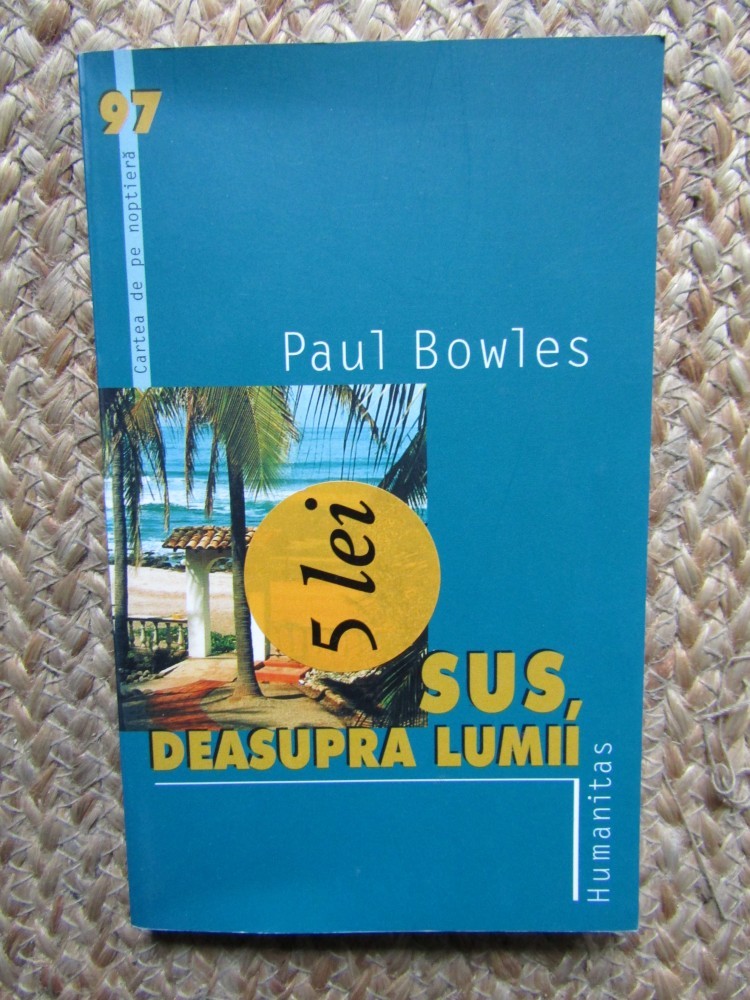 97
Cartea de pe noptieră
Paul Bowles
5 lei
SUS,
DEASUPRA LUMII
Humanitas